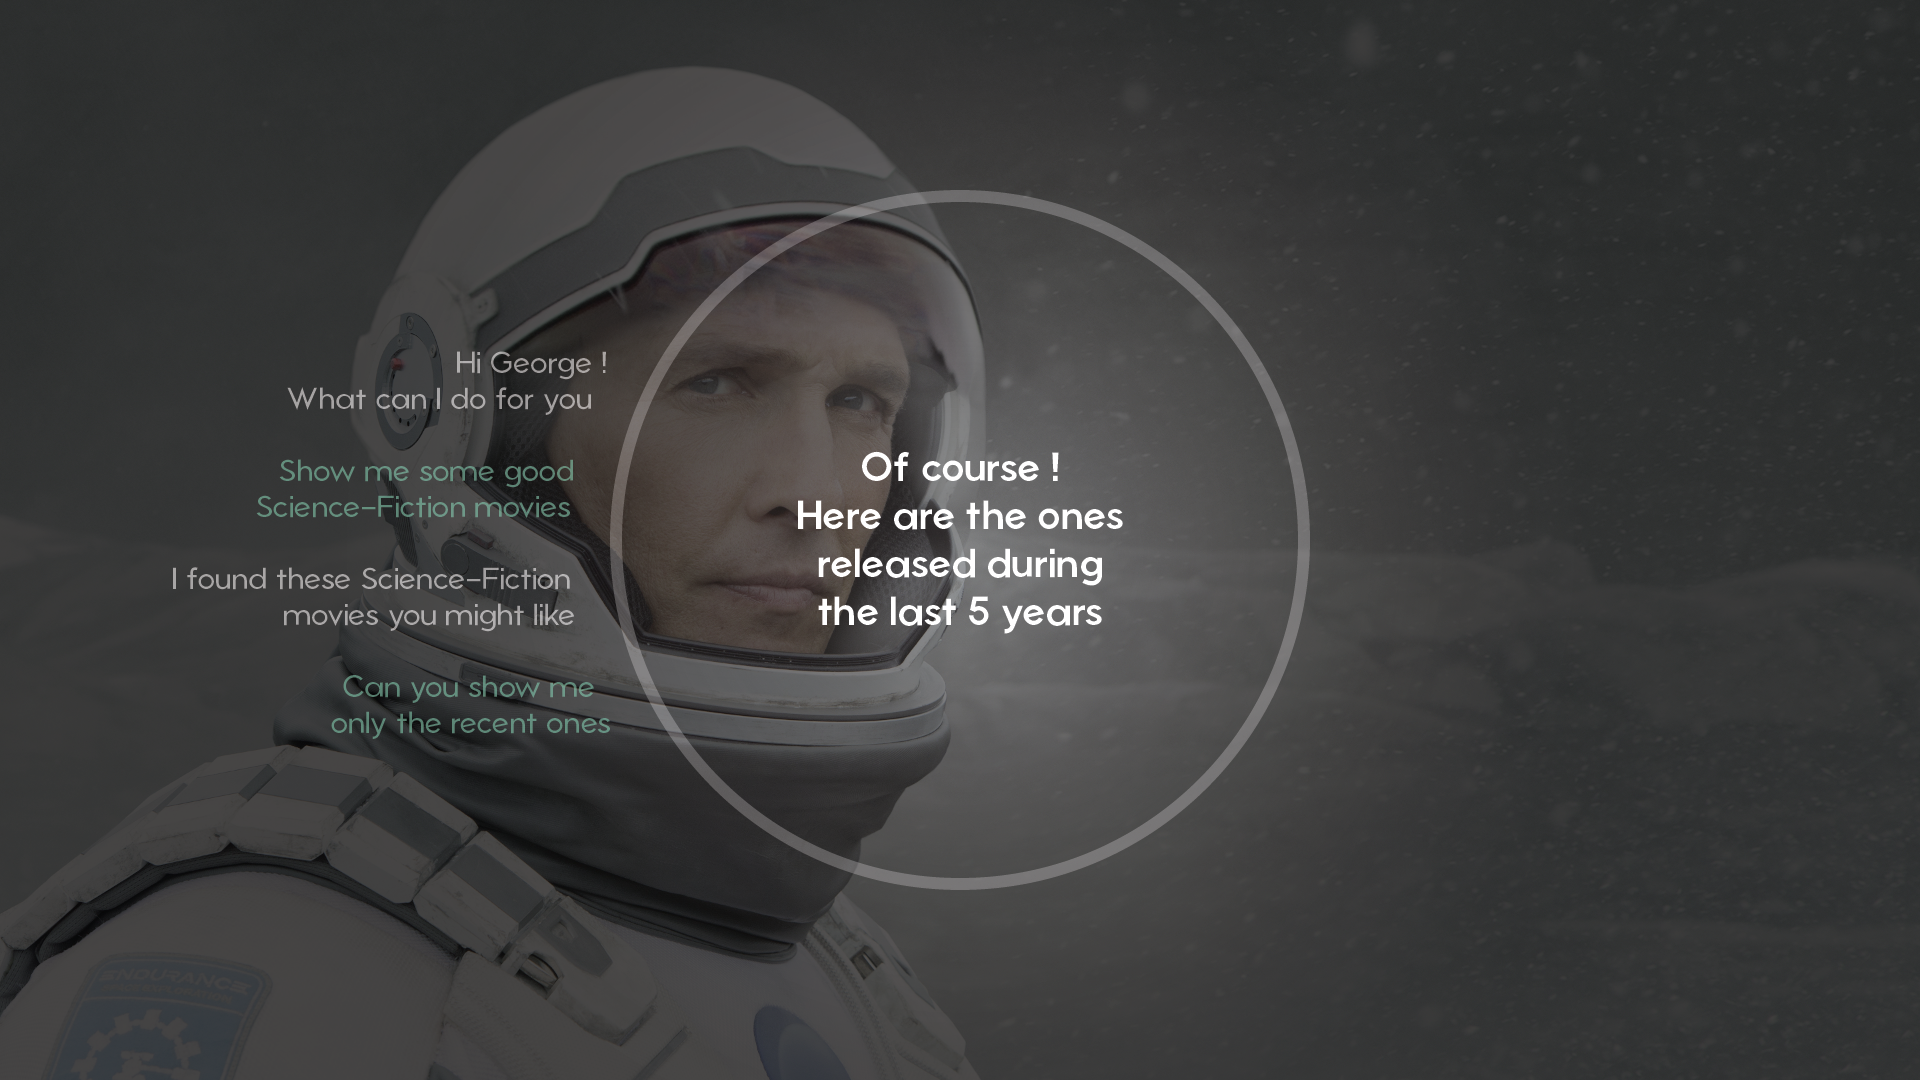 Hi George !
What can I do for you
Show me some good
Science-Fiction movies
I found these Science-Fiction
movies you might like
Can you show me
only the recent ones
Of course !
Here are the ones
released during
the last 5 years
ENDURANCE